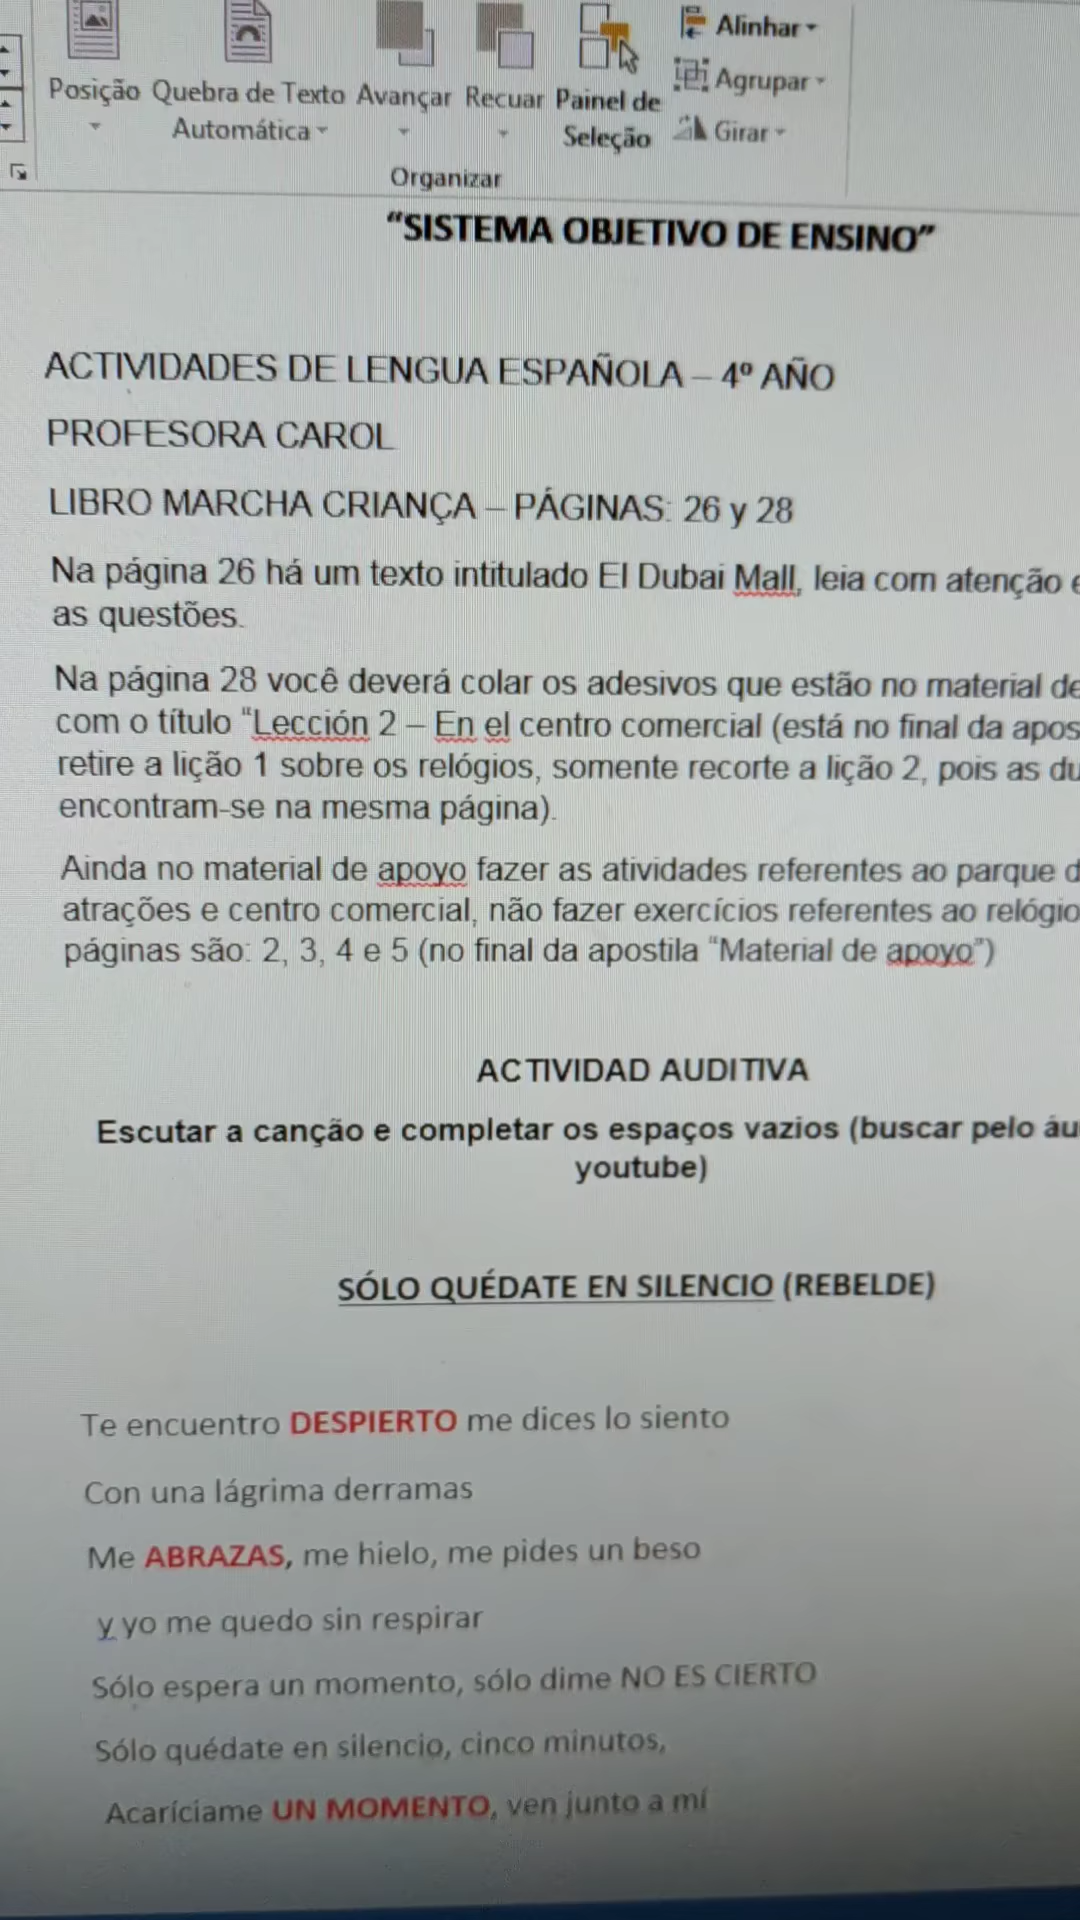 Posição Quebra de Texto Avançar Recuar Painel de Alinhar
Automática Seleção Agrupar
Girar
Organizar
“SISTEMA OBJETIVO DE ENSINO”
ACTIVIDADES DE LENGUA ESPAÑOLA – 4º AÑO
PROFESORA CAROL
LIBRO MARCHA CRIANÇA – PÁGINAS: 26 y 28
Na página 26 há um texto intitulado El Dubai Mall, leia com atenção e
as questões.
Na página 28 você deverá colar os adesivos que estão no material de
com o título “Lección 2 – En el centro comercial (está no final da apos
retire a lição 1 sobre os relógios, somente recorte a lição 2, pois as du
encontram-se na mesma página).
Ainda no material de apoyo fazer as atividades referentes ao parque d
atrações e centro comercial, não fazer exercícios referentes ao relógio
páginas são: 2, 3, 4 e 5 (no final da apostila “Material de apoyo”)
ACTIVIDAD AUDITIVA
Escutar a canção e completar os espaços vazios (buscar pelo áu
youtube)
SÓLO QUÉDATE EN SILENCIO (REBELDE)
Te encuentro DESPIERTO me dices lo siento
Con una lágrima derramas
Me ABRAZAS, me hielo, me pides un beso
y yo me quedo sin respirar
Sólo espera un momento, sólo dime NO ES CIERTO
Sólo quédate en silencio, cinco minutos,
Acaríciame UN MOMENTO, ven junto a mí